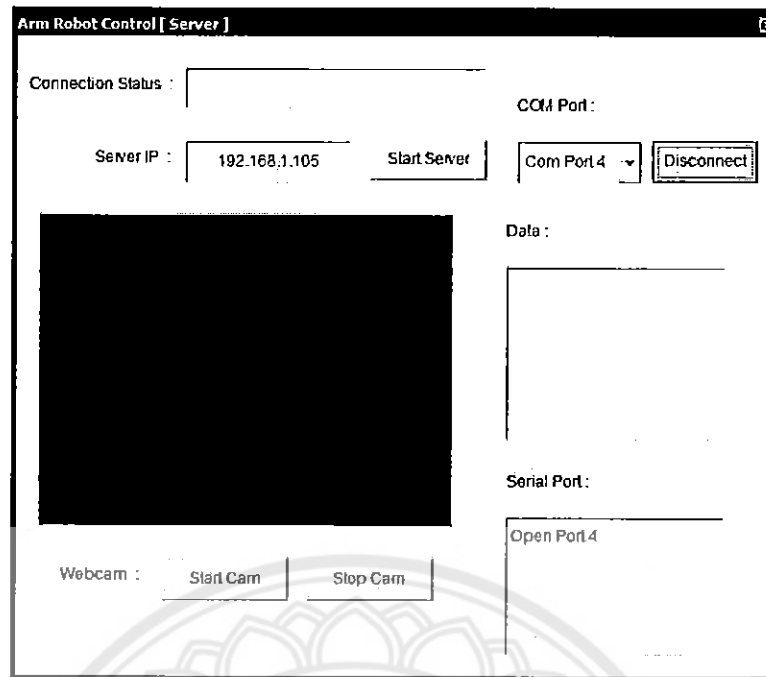 Arm Robot Control [ Server ]
Connection Status :
COM Port :
Server IP :
192.168.1.105
Start Server
Com Port 4
Disconnect
Data :
Serial Port :
Open Port 4
Webcam :
Start Cam
Stop Cam